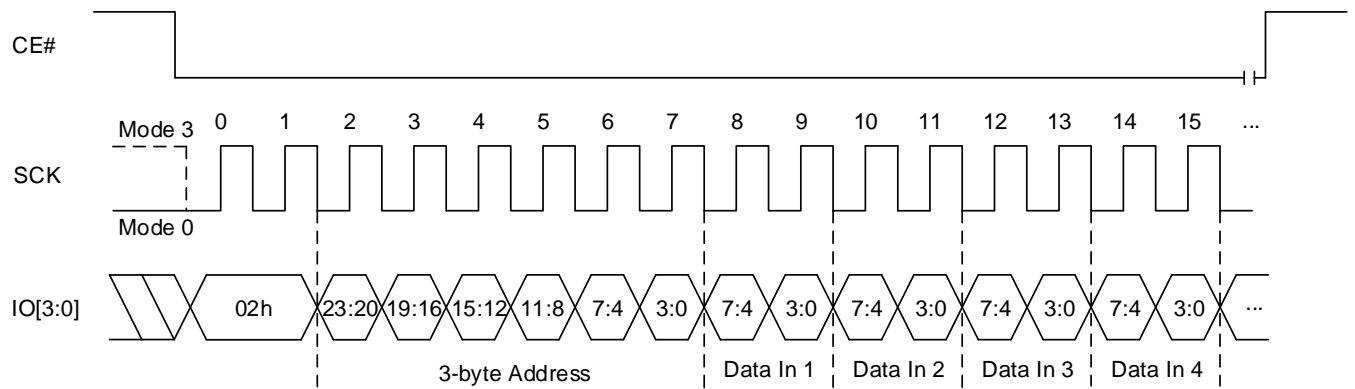 CE#
Mode 3 0 1 2 3 4 5 6 7 8 9 10 11 12 13 14 15 ...
SCK
Mode 0
IO[3:0] 02h 23:20 19:16 15:12 11:8 7:4 3:0 7:4 3:0 7:4 3:0 7:4 3:0 7:4 3:0 ...
3-byte Address Data In 1 Data In 2 Data In 3 Data In 4